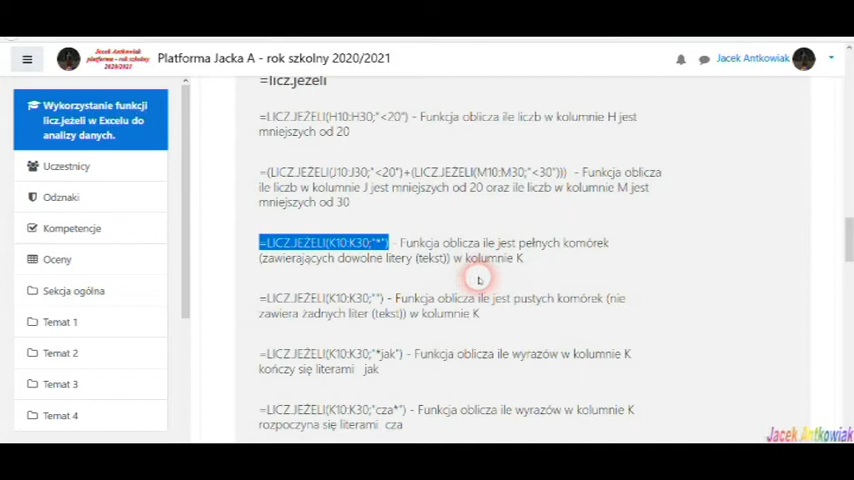 Jacek Antkowiak
platforma - rok szkolny
2020/2021
Platforma Jacka A - rok szkolny 2020/2021
Jacek Antkowiak
Wykorzystanie funkcji
licz.jeżeli w Excelu do
analizy danych.
Uczestnicy
Odznaki
Kompetencje
Oceny
Sekcja ogólna
Temat 1
Temat 2
Temat 3
Temat 4
=licz.jeżeli
=LICZ.JEŻELI(H10:H30;"<20") - Funkcja oblicza ile liczb w kolumnie H jest
mniejszych od 20
=(LICZ.JEŻELI(J10:J30;"<20")+(LICZ.JEŻELI(M10:M30;"<30"))) - Funkcja oblicza
ile liczb w kolumnie J jest mniejszych od 20 oraz ile liczb w kolumnie M jest
mniejszych od 30
=LICZ.JEŻELI(K10:K30;"*") - Funkcja oblicza ile jest pełnych komórek
(zawierających dowolne litery (tekst)) w kolumnie K
=LICZ.JEŻELI(K10:K30;"") - Funkcja oblicza ile jest pustych komórek (nie
zawiera żadnych liter (tekst)) w kolumnie K
=LICZ.JEŻELI(K10:K30;"*jak") - Funkcja oblicza ile wyrazów w kolumnie K
kończy się literami jak
=LICZ.JEŻELI(K10:K30;"cza*") - Funkcja oblicza ile wyrazów w kolumnie K
rozpoczyna się literami cza
Jacek Antkowiak